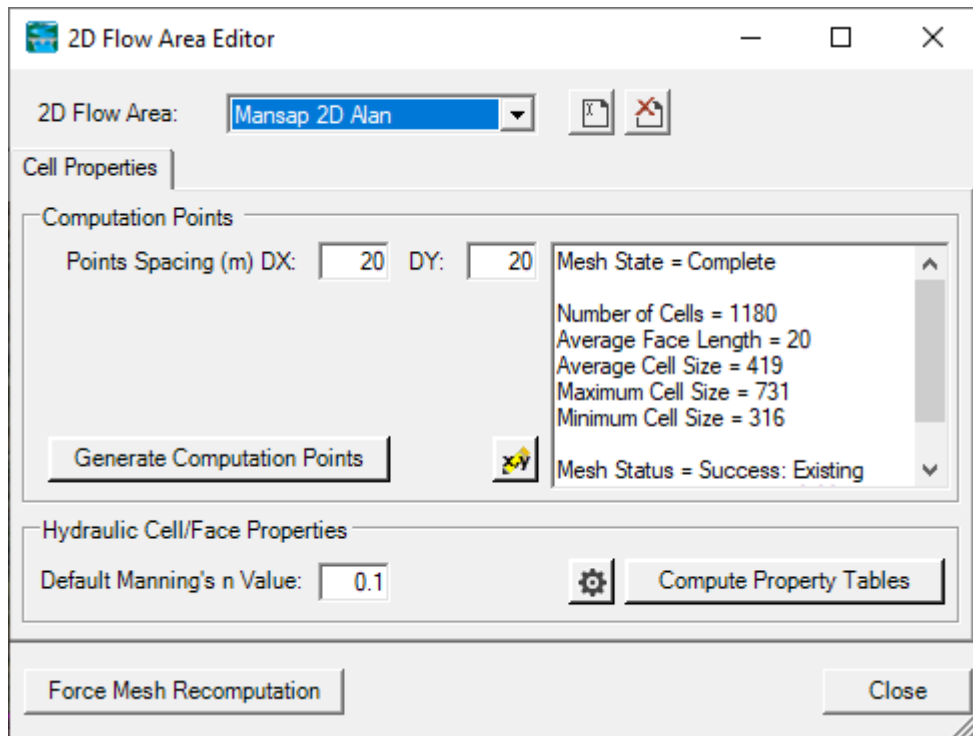 2D Flow Area Editor
2D Flow Area: Mansap 2D Alan
Cell Properties
Computation Points
Points Spacing (m) DX: 20 DY: 20
Mesh State = Complete
Number of Cells = 1180
Average Face Length = 20
Average Cell Size = 419
Maximum Cell Size = 731
Minimum Cell Size = 316
Mesh Status = Success: Existing
Generate Computation Points
x,y
Hydraulic Cell/Face Properties
Default Manning's n Value: 0.1
Compute Property Tables
Force Mesh Recomputation
Close